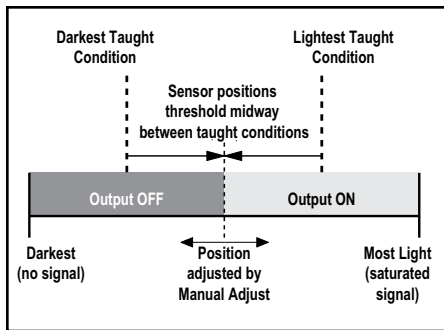 Darkest Taught
Condition
Lightest Taught
Condition
Sensor positions
threshold midway
between taught conditions
Output OFF
Output ON
Darkest
(no signal)
Position
adjusted by
Manual Adjust
Most Light
(saturated
signal)